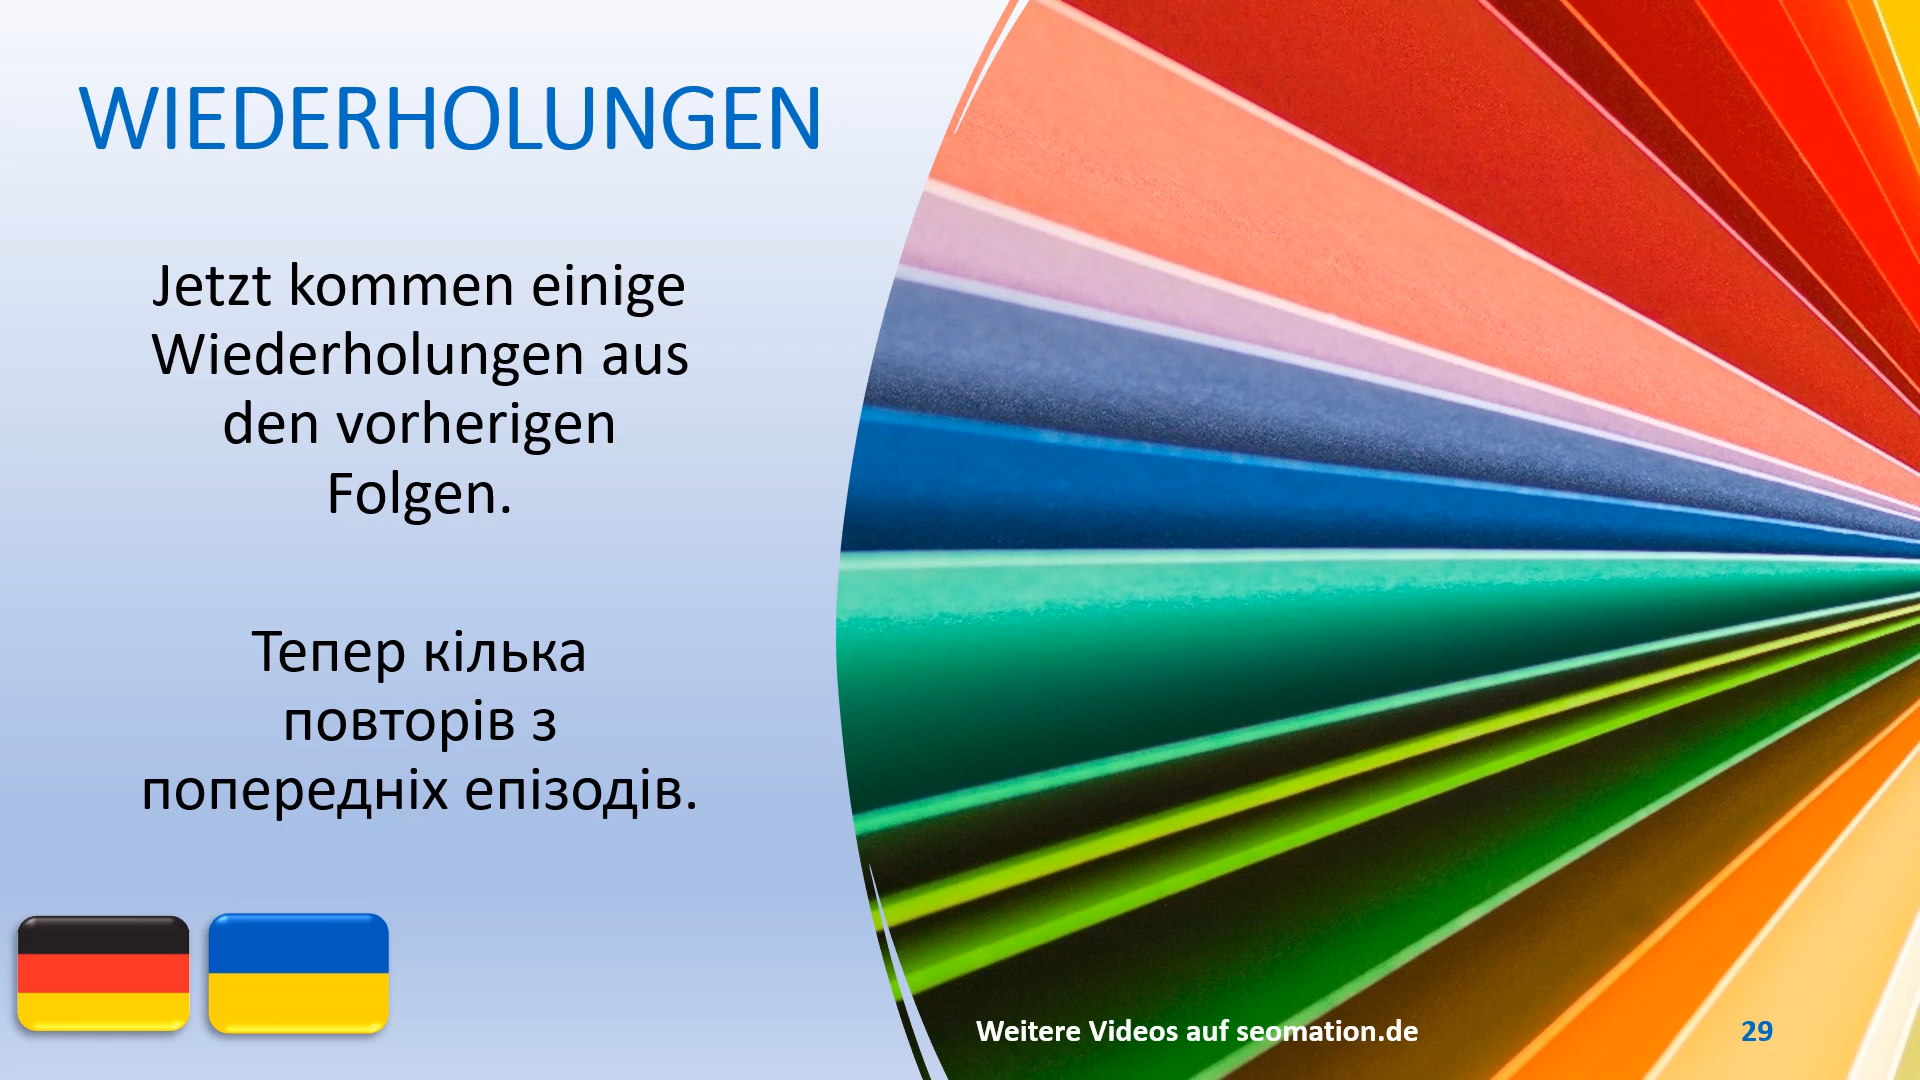 WIEDERHOLUNGEN
Jetzt kommen einige
Wiederholungen aus
den vorherigen
Folgen.
Тепер кілька
повторів з
попередніх епізодів.
Weitere Videos auf seomation.de
29